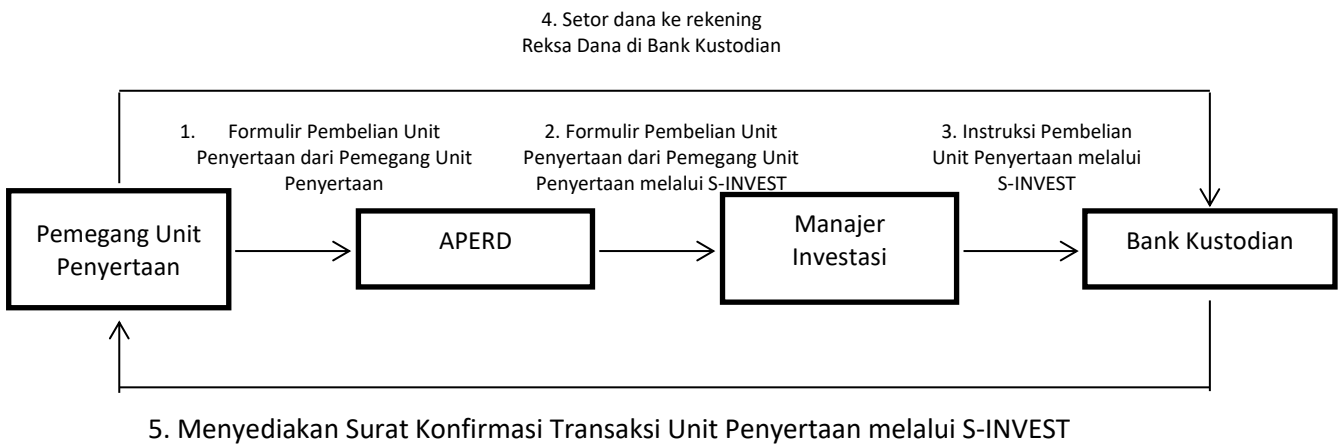 4. Setor dana ke rekening
Reksa Dana di Bank Kustodian
1. Formulir Pembelian Unit
Penyertaan dari Pemegang Unit
Penyertaan
2. Formulir Pembelian Unit
Penyertaan dari Pemegang Unit
Penyertaan melalui S-INVEST
3. Instruksi Pembelian
Unit Penyertaan melalui
S-INVEST
Pemegang Unit
Penyertaan
APERD
Manajer
Investasi
Bank Kustodian
5. Menyediakan Surat Konfirmasi Transaksi Unit Penyertaan melalui S-INVEST